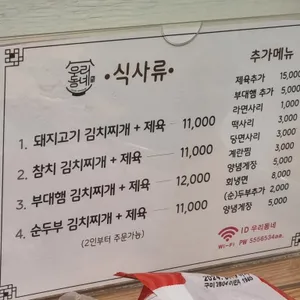 우리
동네
•식사류•
1. 돼지고기 김치찌개 + 제육 11,000
2. 참치 김치찌개 + 제육 11,000
3. 부대햄 김치찌개 + 제육 12,000
4. 순두부 김치찌개 + 제육 11,000
(2인부터 주문가능)
추가메뉴
제육추가 15,000
부대햄 추가 5,000
라면사리 1,000
떡사리 3,000
당면사리 3,000
계란찜 3,000
양념게장 5,000
회냉면 8,000
(순)두부추가 2,000
양념게장 5,000
Wi-Fi
ID 우리동네